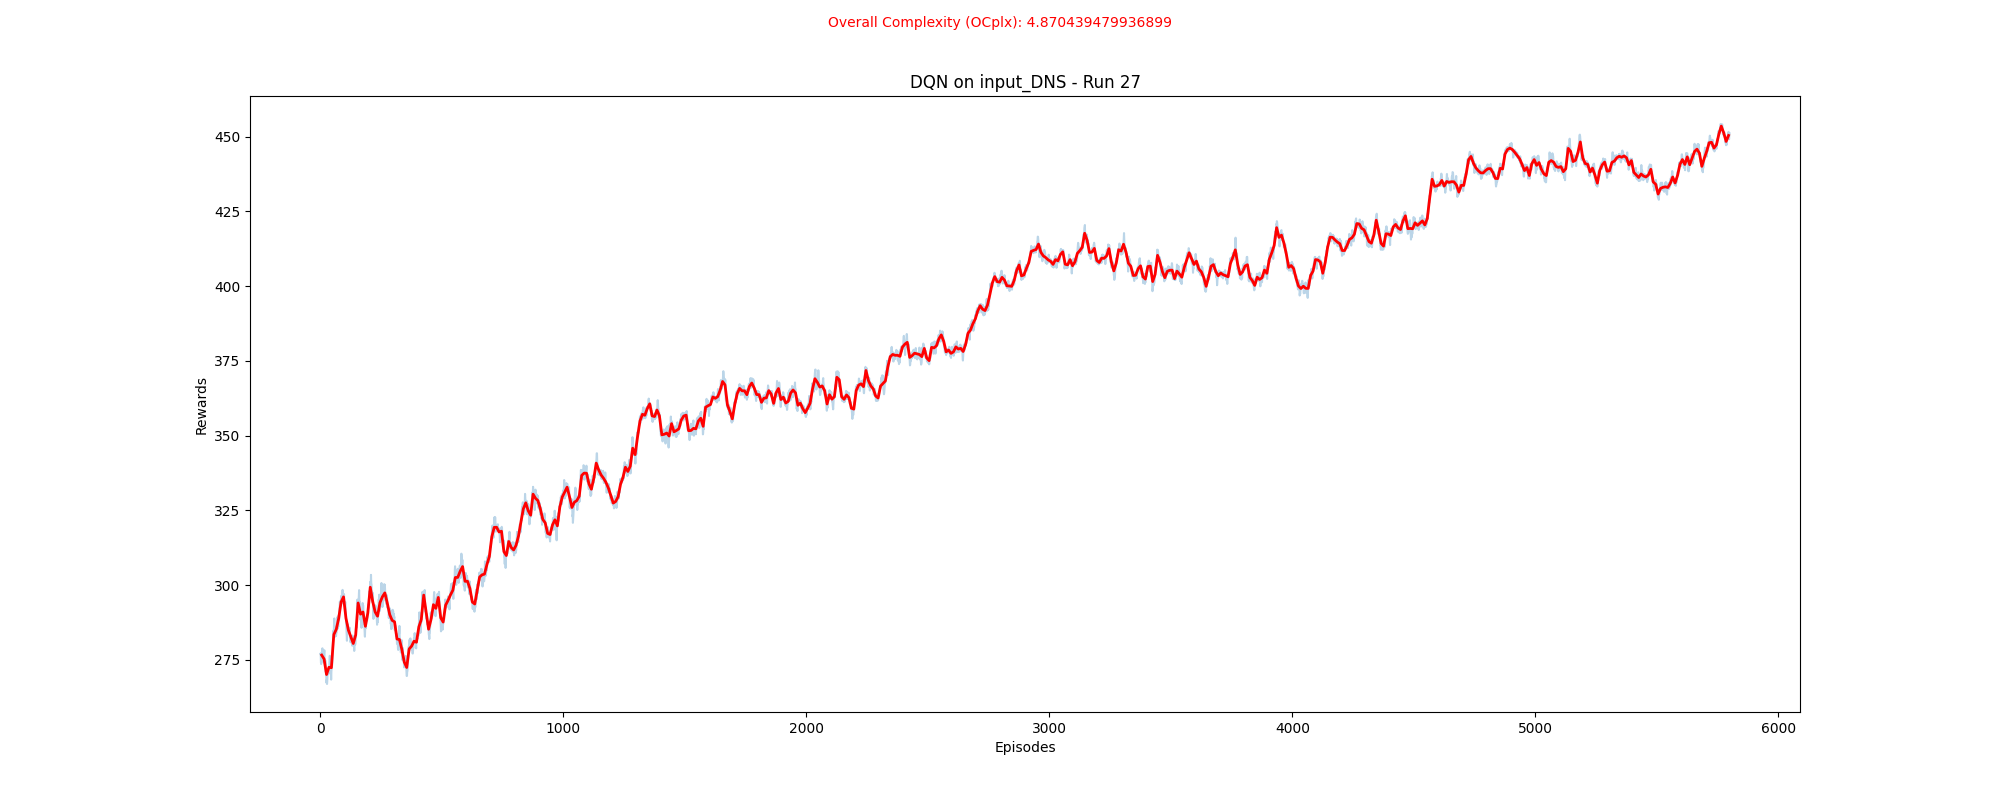 Overall Complexity (OCplx): 4.870439479936899
DQN on input_DNS - Run 27
450
425
400
375
350
325
300
275
Rewards
0 1000 2000 3000 4000 5000 6000
Episodes